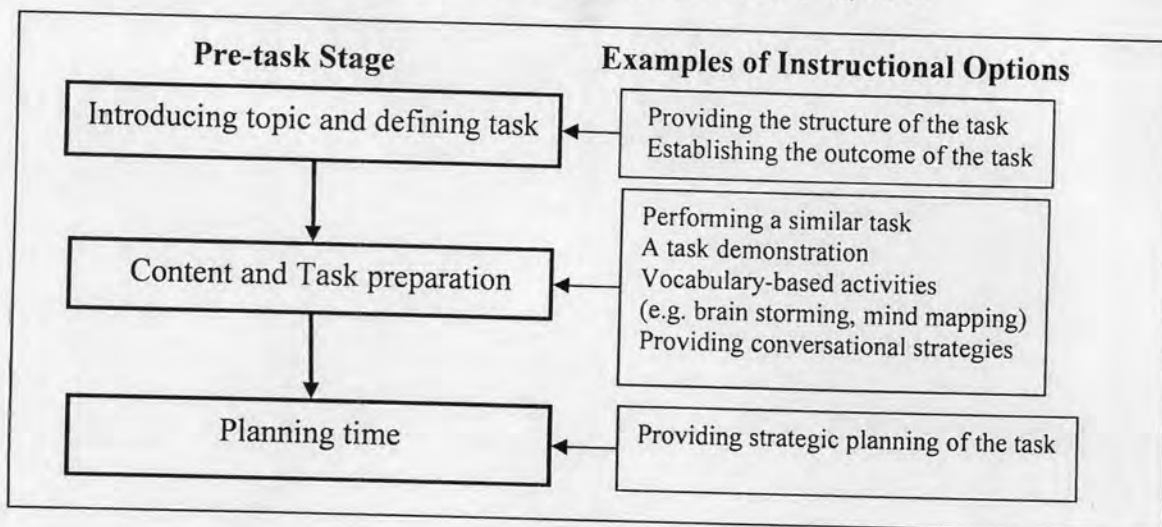 Pre-task Stage
Examples of Instructional Options
Introducing topic and defining task
Providing the structure of the task
Establishing the outcome of the task
Content and Task preparation
Performing a similar task
A task demonstration
Vocabulary-based activities
(e.g. brain storming, mind mapping)
Providing conversational strategies
Planning time
Providing strategic planning of the task